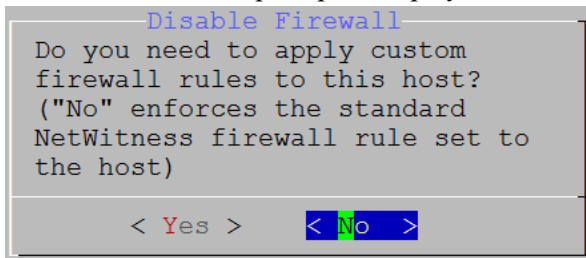 Disable Firewall
Do you need to apply custom
firewall rules to this host?
("No" enforces the standard
NetWitness firewall rule set to
the host)
< Yes > < No >